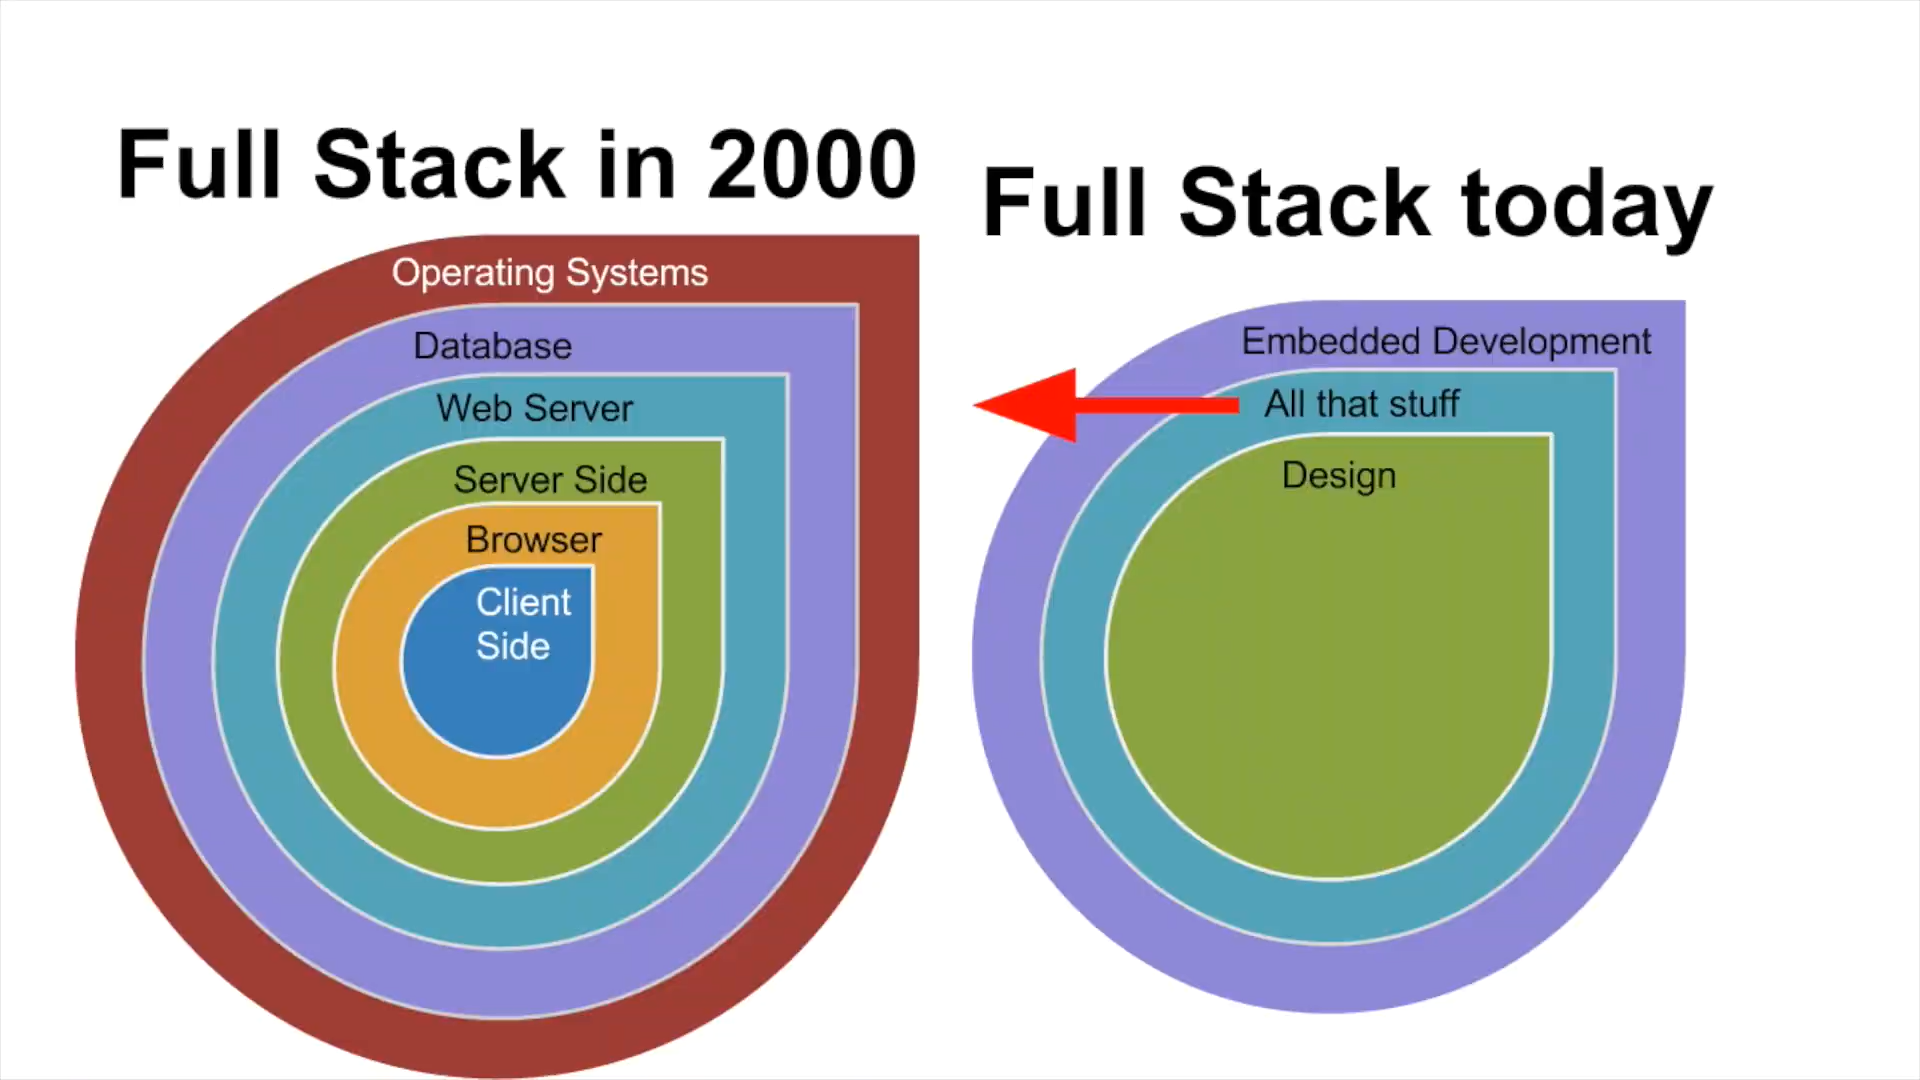 Full Stack in 2000
Operating Systems
Database
Web Server
Server Side
Browser
Client
Side
Full Stack today
Embedded Development
All that stuff
Design